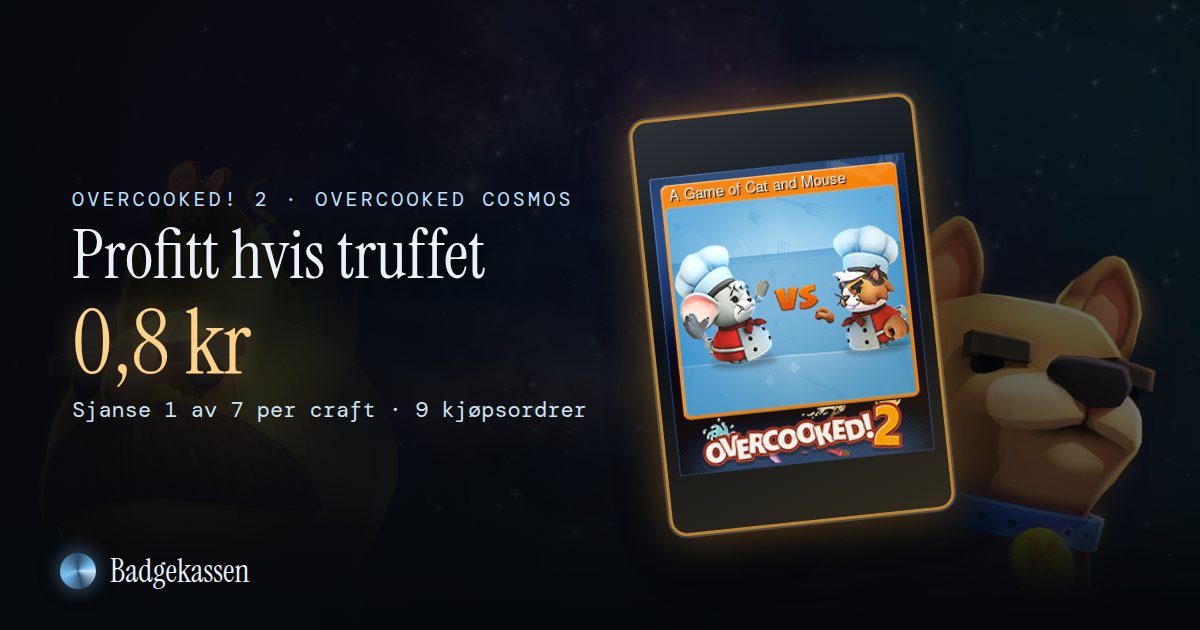 OVERCOOKED! 2 · OVERCOOKED COSMOS
Profitt hvis truffet
0,8 kr
Sjanse 1 av 7 per craft · 9 kjøpsordrer
Badgekassen
A Game of Cat and Mouse
VS
OVERCOOKED! 2
K